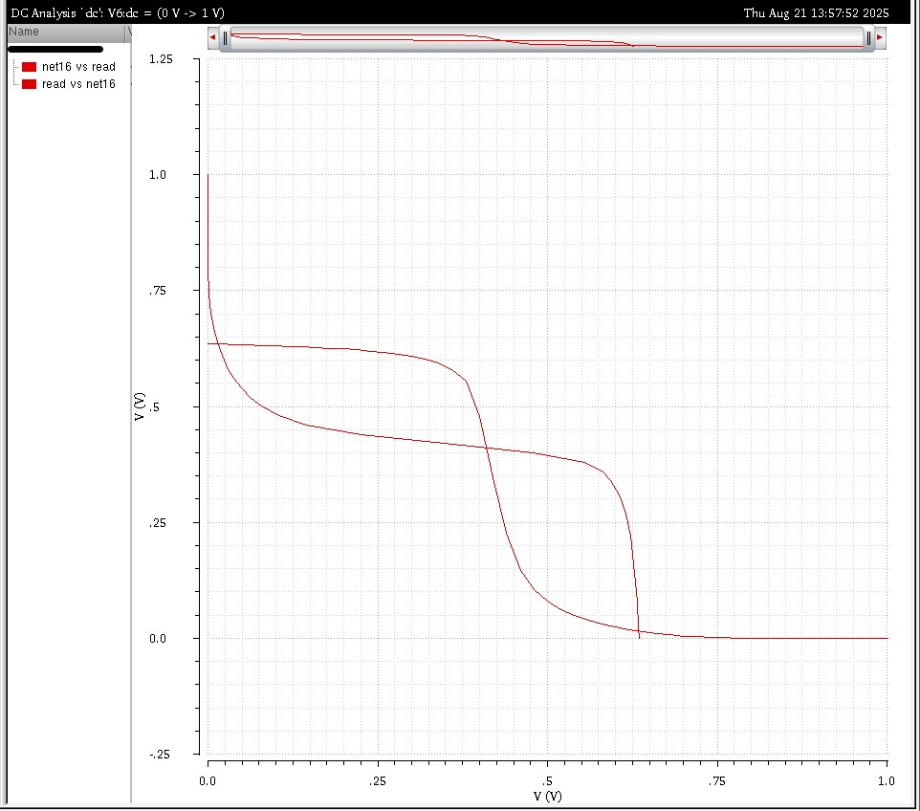 DC Analysis `dc': V6:dc = (0 V -> 1 V)
Thu Aug 21 13:57:52 2025
Name
net16 vs read
read vs net16
1.25
1.0
.75
.5
.25
0.0
-.25
V (V)
0.0
.25
.5
.75
1.0
V (V)